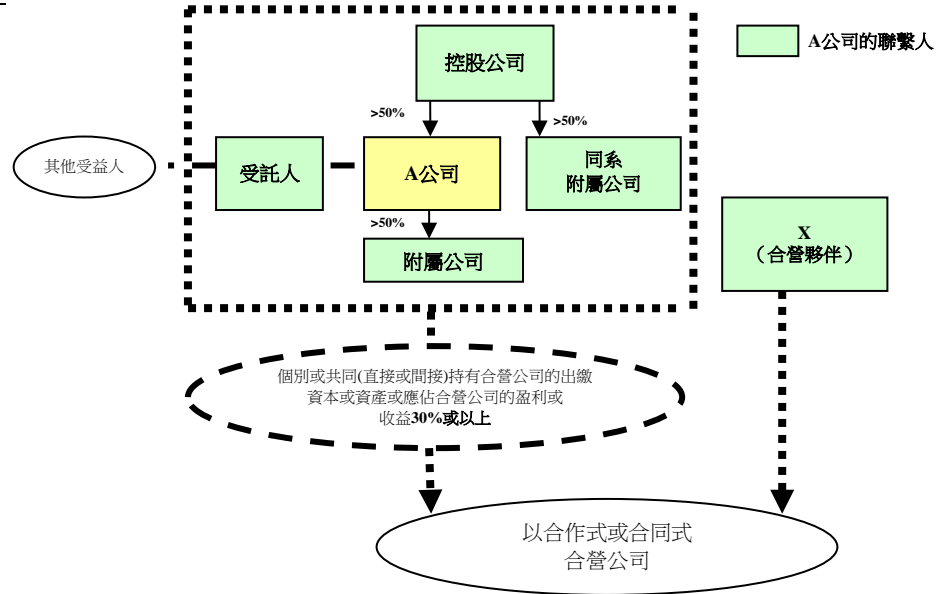 控股公司
A公司的聯繫人
>50%
>50%
其他受益人
受託人
A公司
同系
附屬公司
>50%
附屬公司
X
（合營夥伴）
個別或共同(直接或間接)持有合營公司的出繳
資本或資產或應佔合營公司的盈利或
收益30%或以上
以合作式或合同式
合營公司